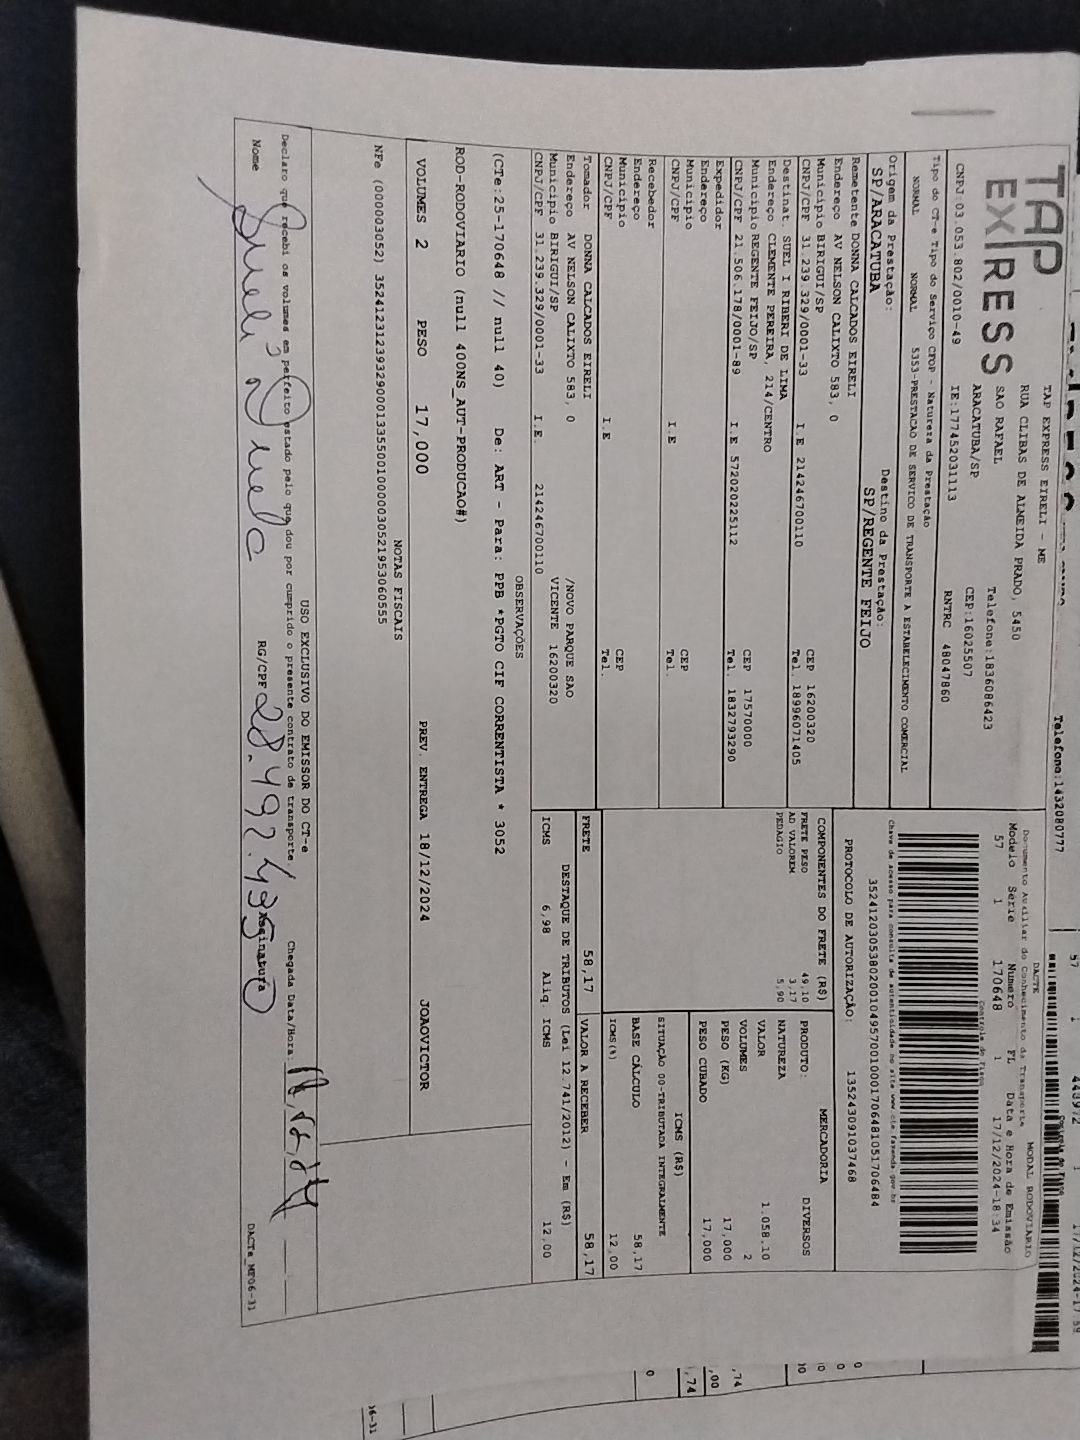 TAP
EXPRESS
TAP EXPRESS EIRELI - ME
RUA CLIBAS DE ALMEIDA PRADO, 5450
SAO RAFAEL
ARACATUBA/SP
Telefone:1836086423
CEP:16025507
CNPJ:03.053.802/0010-49 IE:177452031113 RNTRC 48047860
Telefone:1432080777
DACTE
Documento Auxiliar do Conhecimento da Transporte
MODAL RODOVIARIO
Modelo Série Numero FL Data e Hora de Emissão
57 1 170648 1 17/12/2024-18:34
Controle do Fisco
Tipo do CT-e Tipo do Serviço CFOP - Natureza da Prestação
NORMAL NORMAL 5353-PRESTACAO DE SERVICO DE TRANSPORTE A ESTABELECIMENTO COMERCIAL
Chave de Acesso para consulta de autenticidade no site www.cte.fazenda.gov.br
35241203053802001049570010001706481051706484
PROTOCOLO DE AUTORIZAÇÃO: 135243091037468
Origem da Prestação:
SP/ARACATUBA
Destino da Prestação:
SP/REGENTE FEIJO
Remetente DONNA CALCADOS EIRELI
Endereço AV NELSON CALIXTO 583, 0
Município BIRIGUI/SP CEP 16200320
CNPJ/CPF 31.239.329/0001-33 I.E 214246700110 Tel. 18996071405
Destinat. SUEL I RIBERI DE LIMA
Endereço CLEMENTE PEREIRA, 214/CENTRO
Município REGENTE FEIJO/SP CEP 17570000
CNPJ/CPF 21.506.178/0001-89 I.E 572020225112 Tel. 1832793290
Expedidor
Endereço
Município CEP
CNPJ/CPF I.E Tel.
Recebedor
Endereço
Município CEP
CNPJ/CPF I.E Tel.
Tomador DONNA CALCADOS EIRELI
Endereço AV NELSON CALIXTO 583, 0 /NOVO PARQUE SAO
Município BIRIGUI/SP VICENTE 16200320
CNPJ/CPF 31.239.329/0001-33 I.E. 214246700110
COMPONENTES DO FRETE (R$)
FRETE PESO 49,10
AD VALOREM 3,17
PEDAGIO 5,90
MERCADORIA
PRODUTO: DIVERSOS
NATUREZA
VALOR 1.058.10
VOLUMES 2
PESO (KG) 17,000
PESO CUBADO 17,000
ICMS (R$)
SITUAÇÃO 00-TRIBUTADA INTEGRALMENTE
BASE CÁLCULO 58,17
ICMS(%) 12,00
FRETE 58,17 VALOR A RECEBER 58,17
DESTAQUE DE TRIBUTOS (Lei 12.741/2012) - Em (R$)
ICMS 6,98 Aliq. ICMS 12,00
OBSERVAÇÕES
(CTe:25-170648 // null 40) De: ART - Para: PPB *PGTO CIF CORRENTISTA * 3052
ROD-RODOVIARIO (null 400NS_AUT-PRODUCAO#)
VOLUMES 2 PESO 17,000 PREV. ENTREGA 18/12/2024 JOAOVICTOR
NOTAS FISCAIS
NFe (000003052) 35241231239329000133550010000030521953060555
USO EXCLUSIVO DO EMISSOR DO CT-e
Declaro que recebi os volumes em perfeito estado pelo que dou por cumprido o presente contrato de transporte. Chegada Data/Hora:
Nome RG/CPF 28.492.495 Assinatura
DACTe_MF06-31